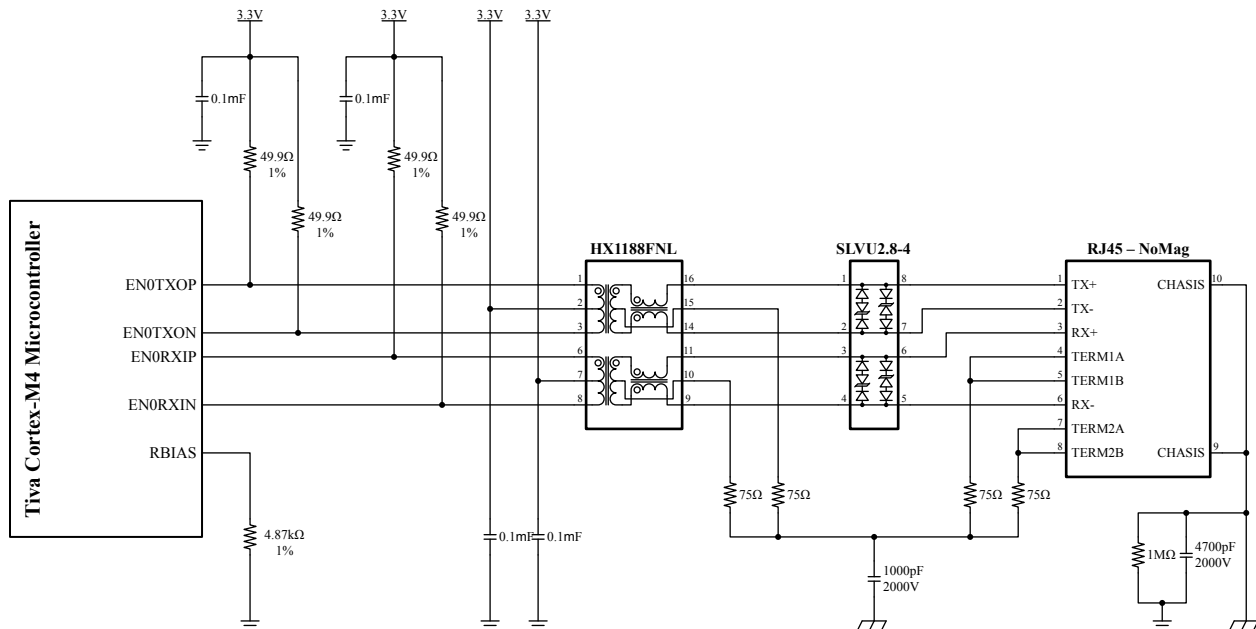 3.3V
3.3V
3.3V
3.3V
0.1mF
0.1mF
49.9Ω
1%
49.9Ω
1%
49.9Ω
1%
49.9Ω
1%
Tiva Cortex-M4 Microcontroller
EN0TXOP
EN0TXON
EN0RXIP
EN0RXIN
RBIAS
4.87kΩ
1%
0.1mF
0.1mF
HX1188FNL
1
2
3
6
7
8
16
15
14
11
10
9
SLVU2.8-4
1
2
3
4
8
7
6
5
RJ45 – NoMag
1
2
3
4
5
6
7
8
TX+
TX-
RX+
TERM1A
TERM1B
RX-
TERM2A
TERM2B
CHASIS
10
CHASIS
9
75Ω
75Ω
75Ω
75Ω
1000pF
2000V
1MΩ
4700pF
2000V